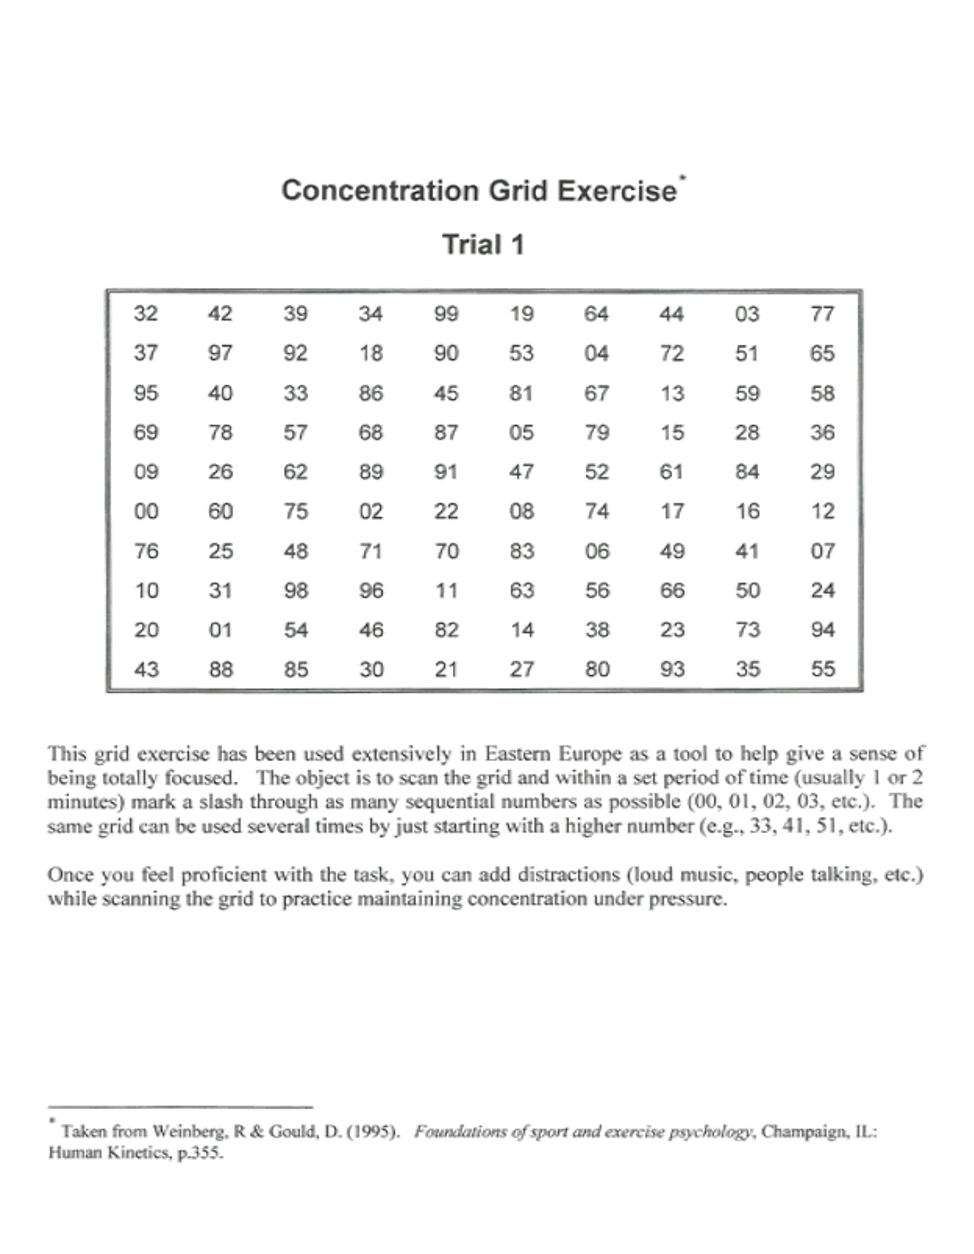 Concentration Grid Exercise*
Trial 1
32 42 39 34 99 19 64 44 03 77
37 97 92 18 90 53 04 72 51 65
95 40 33 86 45 81 67 13 59 58
69 78 57 68 87 05 79 15 28 36
09 26 62 89 91 47 52 61 84 29
00 60 75 02 22 08 74 17 16 12
76 25 48 71 70 83 06 49 41 07
10 31 98 96 11 63 56 66 50 24
20 01 54 46 82 14 38 23 73 94
43 88 85 30 21 27 80 93 35 55
This grid exercise has been used extensively in Eastern Europe as a tool to help give a sense of
being totally focused. The object is to scan the grid and within a set period of time (usually 1 or 2
minutes) mark a slash through as many sequential numbers as possible (00, 01, 02, 03, etc.). The
same grid can be used several times by just starting with a higher number (e.g., 33, 41, 51, etc.).
Once you feel proficient with the task, you can add distractions (loud music, people talking, etc.)
while scanning the grid to practice maintaining concentration under pressure.
* Taken from Weinberg, R & Gould, D. (1995). Foundations of sport and exercise psychology, Champaign, IL:
Human Kinetics, p.355.